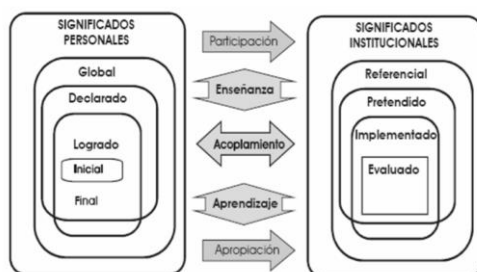 SIGNIFICADOS
PERSONALES
Global
Declarado
Logrado
Inicial
Final
Participación
Enseñanza
Acoplamiento
Aprendizaje
Apropiación
SIGNIFICADOS
INSTITUCIONALES
Referencial
Pretendido
Implementado
Evaluado